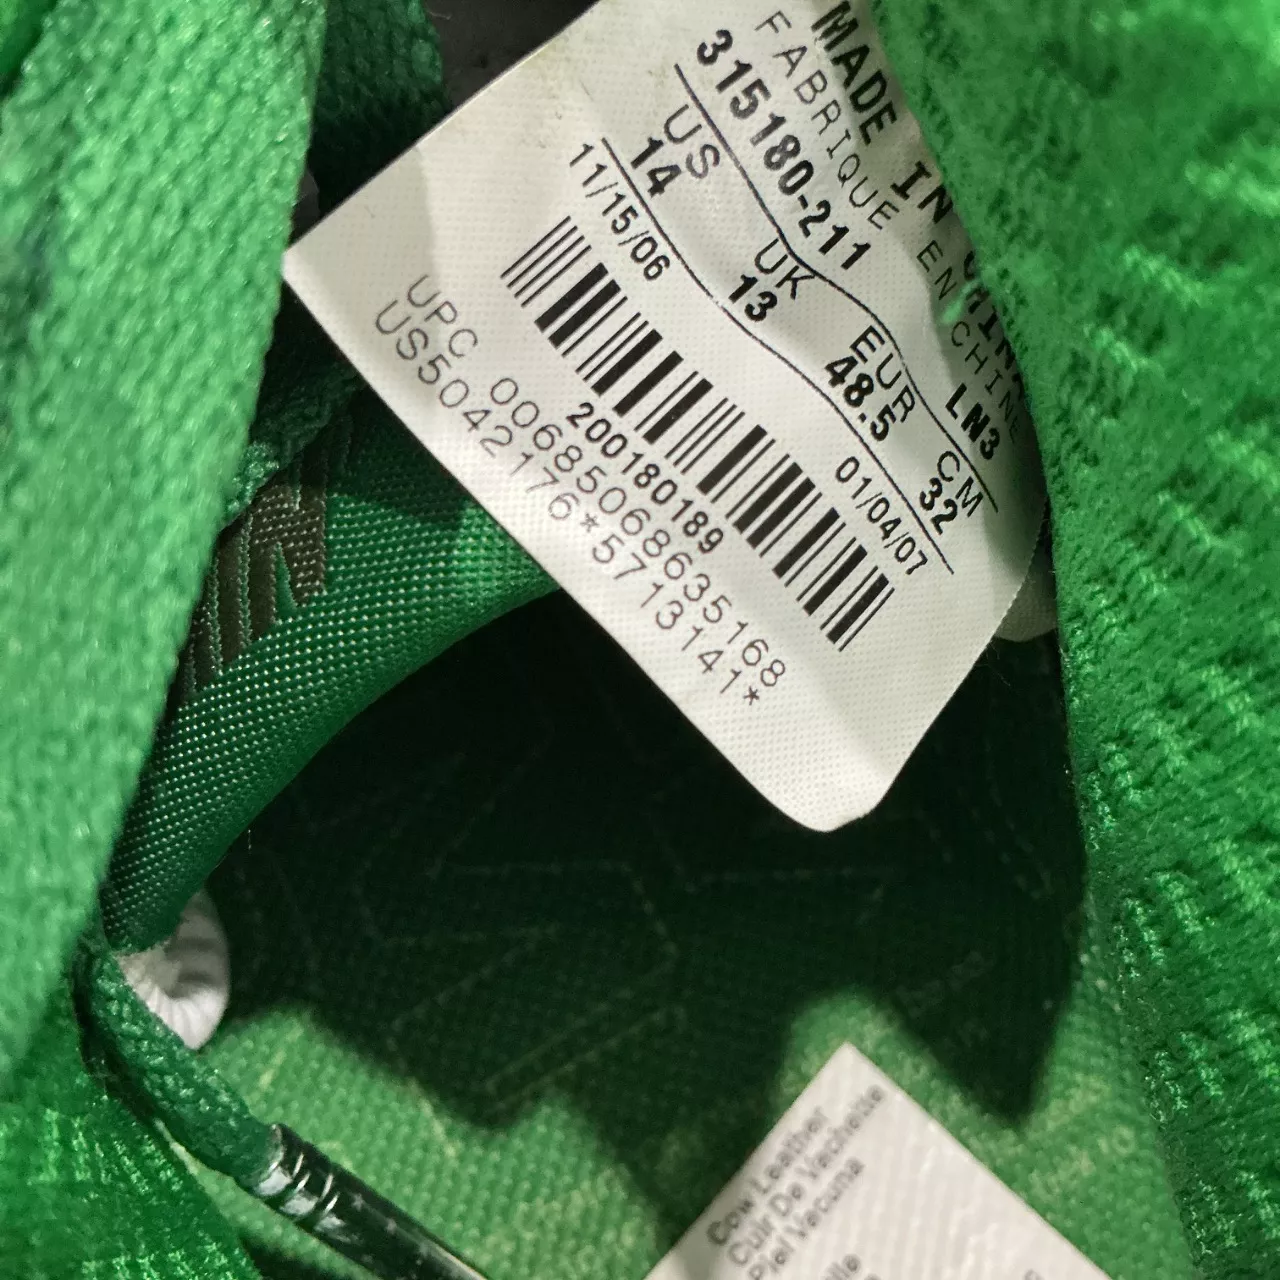 MADE IN CHINA
FABRIQUE EN CHINE
315180-211 LN3
US UK EUR CM
14 13 48.5 32
11/15/06 01/04/07
200180189
UPC 00685068635168
US5042176*5713141*
Cow Leather
Cuir De Vachette
Piel Vacuna